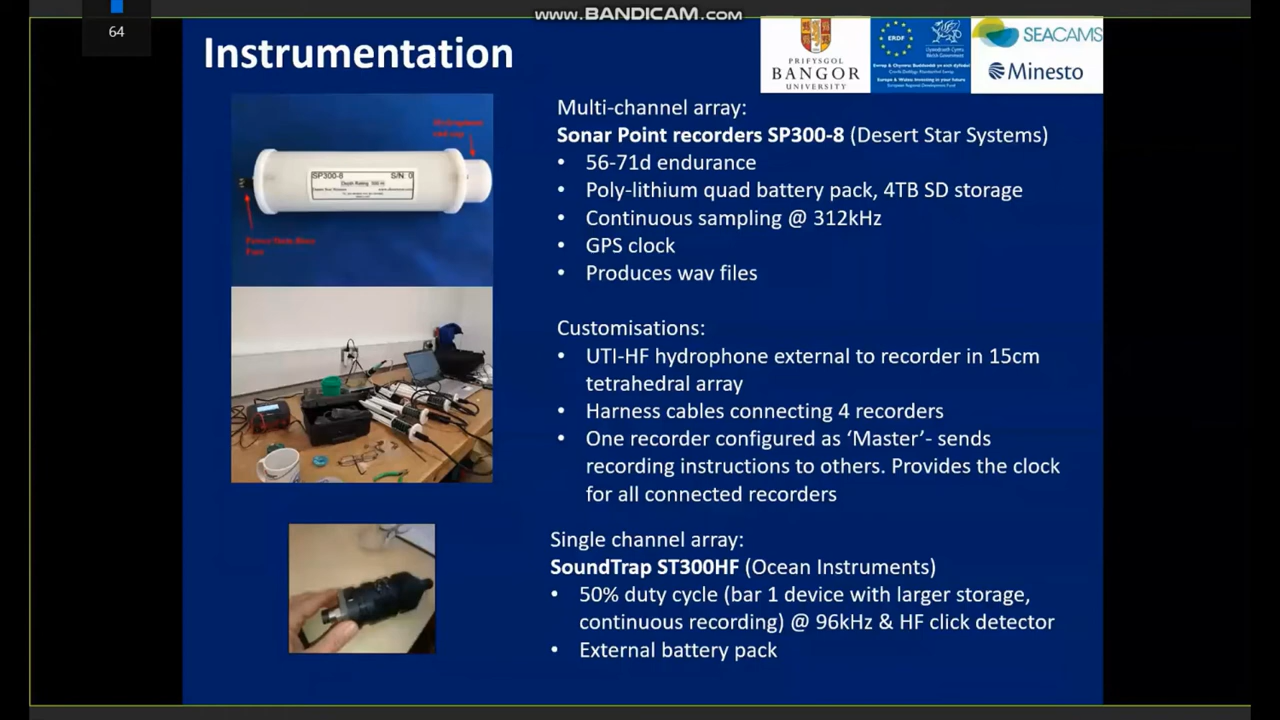 www.BANDICAM.com
64
Instrumentation
PRIFYSGOL
BANGOR
UNIVERSITY
ERDF
SEACAMS
Minesto
SP300-8 S/N 0
Multi-channel array:
Sonar Point recorders SP300-8 (Desert Star Systems)
• 56-71d endurance
• Poly-lithium quad battery pack, 4TB SD storage
• Continuous sampling @ 312kHz
• GPS clock
• Produces wav files
Customisations:
• UTI-HF hydrophone external to recorder in 15cm
tetrahedral array
• Harness cables connecting 4 recorders
• One recorder configured as ‘Master’- sends
recording instructions to others. Provides the clock
for all connected recorders
Single channel array:
SoundTrap ST300HF (Ocean Instruments)
• 50% duty cycle (bar 1 device with larger storage,
continuous recording) @ 96kHz & HF click detector
• External battery pack